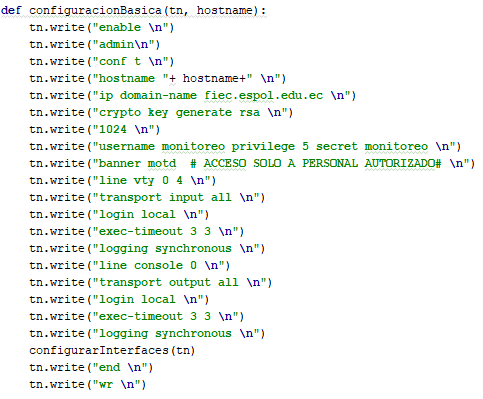 def configuracionBasica(tn, hostname):
    tn.write("enable \n")
    tn.write("admin\n")
    tn.write("conf t \n")
    tn.write("hostname "+ hostname+" \n")
    tn.write("ip domain-name fiec.espol.edu.ec \n")
    tn.write("crypto key generate rsa \n")
    tn.write("1024 \n")
    tn.write("username monitoreo privilege 5 secret monitoreo \n")
    tn.write("banner motd  # ACCESO SOLO A PERSONAL AUTORIZADO# \n")
    tn.write("line vty 0 4 \n")
    tn.write("transport input all \n")
    tn.write("login local \n")
    tn.write("exec-timeout 3 3 \n")
    tn.write("logging synchronous \n")
    tn.write("line console 0 \n")
    tn.write("transport output all \n")
    tn.write("login local \n")
    tn.write("exec-timeout 3 3 \n")
    tn.write("logging synchronous \n")
    configurarInterfaces(tn)
    tn.write("end \n")
    tn.write("wr \n")